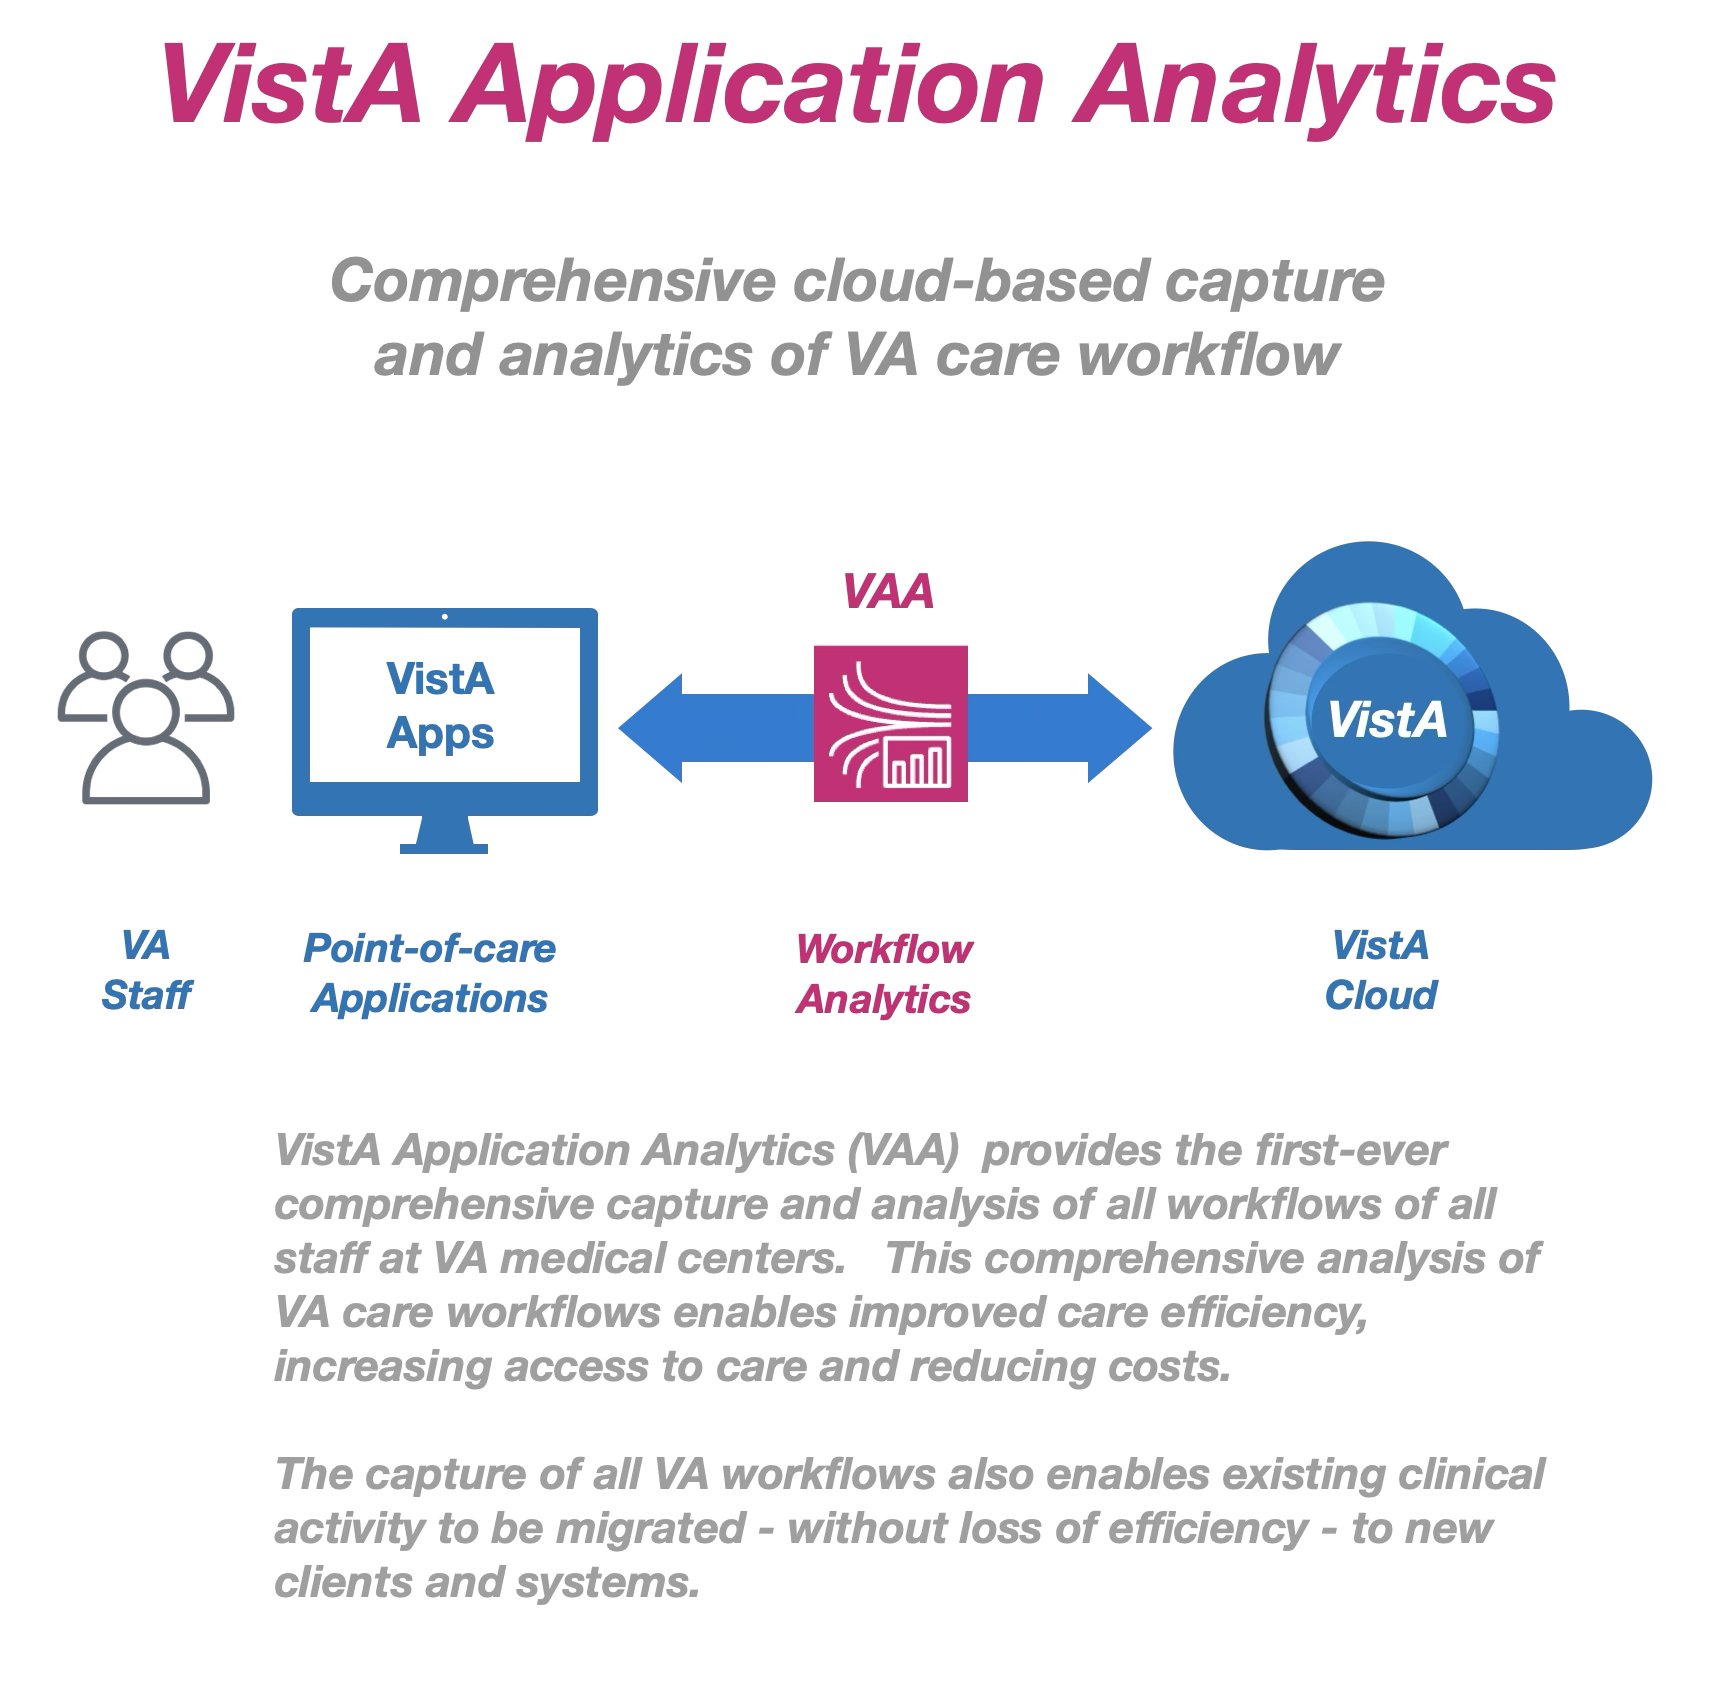 VistA Application Analytics
Comprehensive cloud-based capture
and analytics of VA care workflow
VAA
VistA
Apps
VistA
VA
Staff
Point-of-care
Applications
Workflow
Analytics
VistA
Cloud
VistA Application Analytics (VAA)  provides the first-ever
comprehensive capture and analysis of all workflows of all
staff at VA medical centers.   This comprehensive analysis of
VA care workflows enables improved care efficiency,
increasing access to care and reducing costs.
The capture of all VA workflows also enables existing clinical
activity to be migrated - without loss of efficiency - to new
clients and systems.